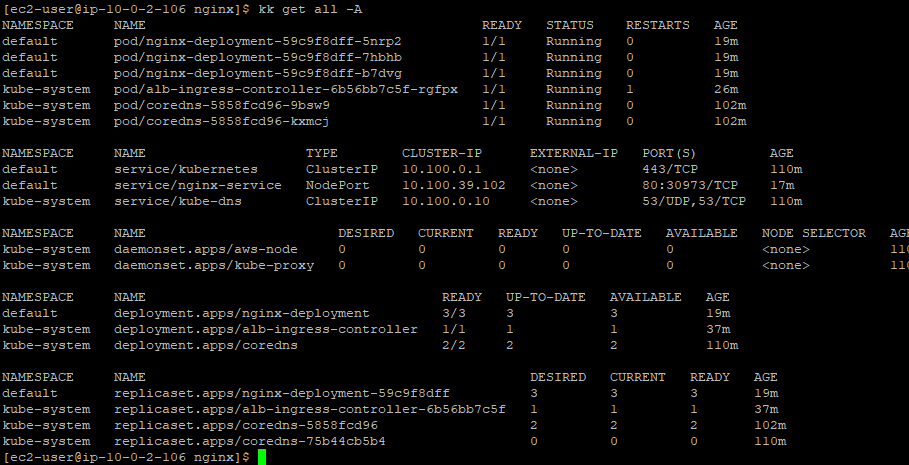 [ec2-user@ip-10-0-2-106 nginx]$ kk get all -A
NAMESPACE NAME READY STATUS RESTARTS AGE
default pod/nginx-deployment-59c9f8dff-5nrp2 1/1 Running 0 19m
default pod/nginx-deployment-59c9f8dff-7hbhb 1/1 Running 0 19m
default pod/nginx-deployment-59c9f8dff-b7dvg 1/1 Running 0 19m
kube-system pod/alb-ingress-controller-6b56bb7c5f-rgfpx 1/1 Running 1 26m
kube-system pod/coredns-5858fcd96-9bsw9 1/1 Running 0 102m
kube-system pod/coredns-5858fcd96-kxmcj 1/1 Running 0 102m
NAMESPACE NAME TYPE CLUSTER-IP EXTERNAL-IP PORT(S) AGE
default service/kubernetes ClusterIP 10.100.0.1 <none> 443/TCP 110m
default service/nginx-service NodePort 10.100.39.102 <none> 80:30973/TCP 17m
kube-system service/kube-dns ClusterIP 10.100.0.10 <none> 53/UDP,53/TCP 110m
NAMESPACE NAME DESIRED CURRENT READY UP-TO-DATE AVAILABLE NODE SELECTOR AGE
kube-system daemonset.apps/aws-node 0 0 0 0 0 <none> 110
kube-system daemonset.apps/kube-proxy 0 0 0 0 0 <none> 110
NAMESPACE NAME READY UP-TO-DATE AVAILABLE AGE
default deployment.apps/nginx-deployment 3/3 3 3 19m
kube-system deployment.apps/alb-ingress-controller 1/1 1 1 37m
kube-system deployment.apps/coredns 2/2 2 2 110m
NAMESPACE NAME DESIRED CURRENT READY AGE
default replicaset.apps/nginx-deployment-59c9f8dff 3 3 3 19m
kube-system replicaset.apps/alb-ingress-controller-6b56bb7c5f 1 1 1 37m
kube-system replicaset.apps/coredns-5858fcd96 2 2 2 102m
kube-system replicaset.apps/coredns-75b44cb5b4 0 0 0 110m
[ec2-user@ip-10-0-2-106 nginx]$